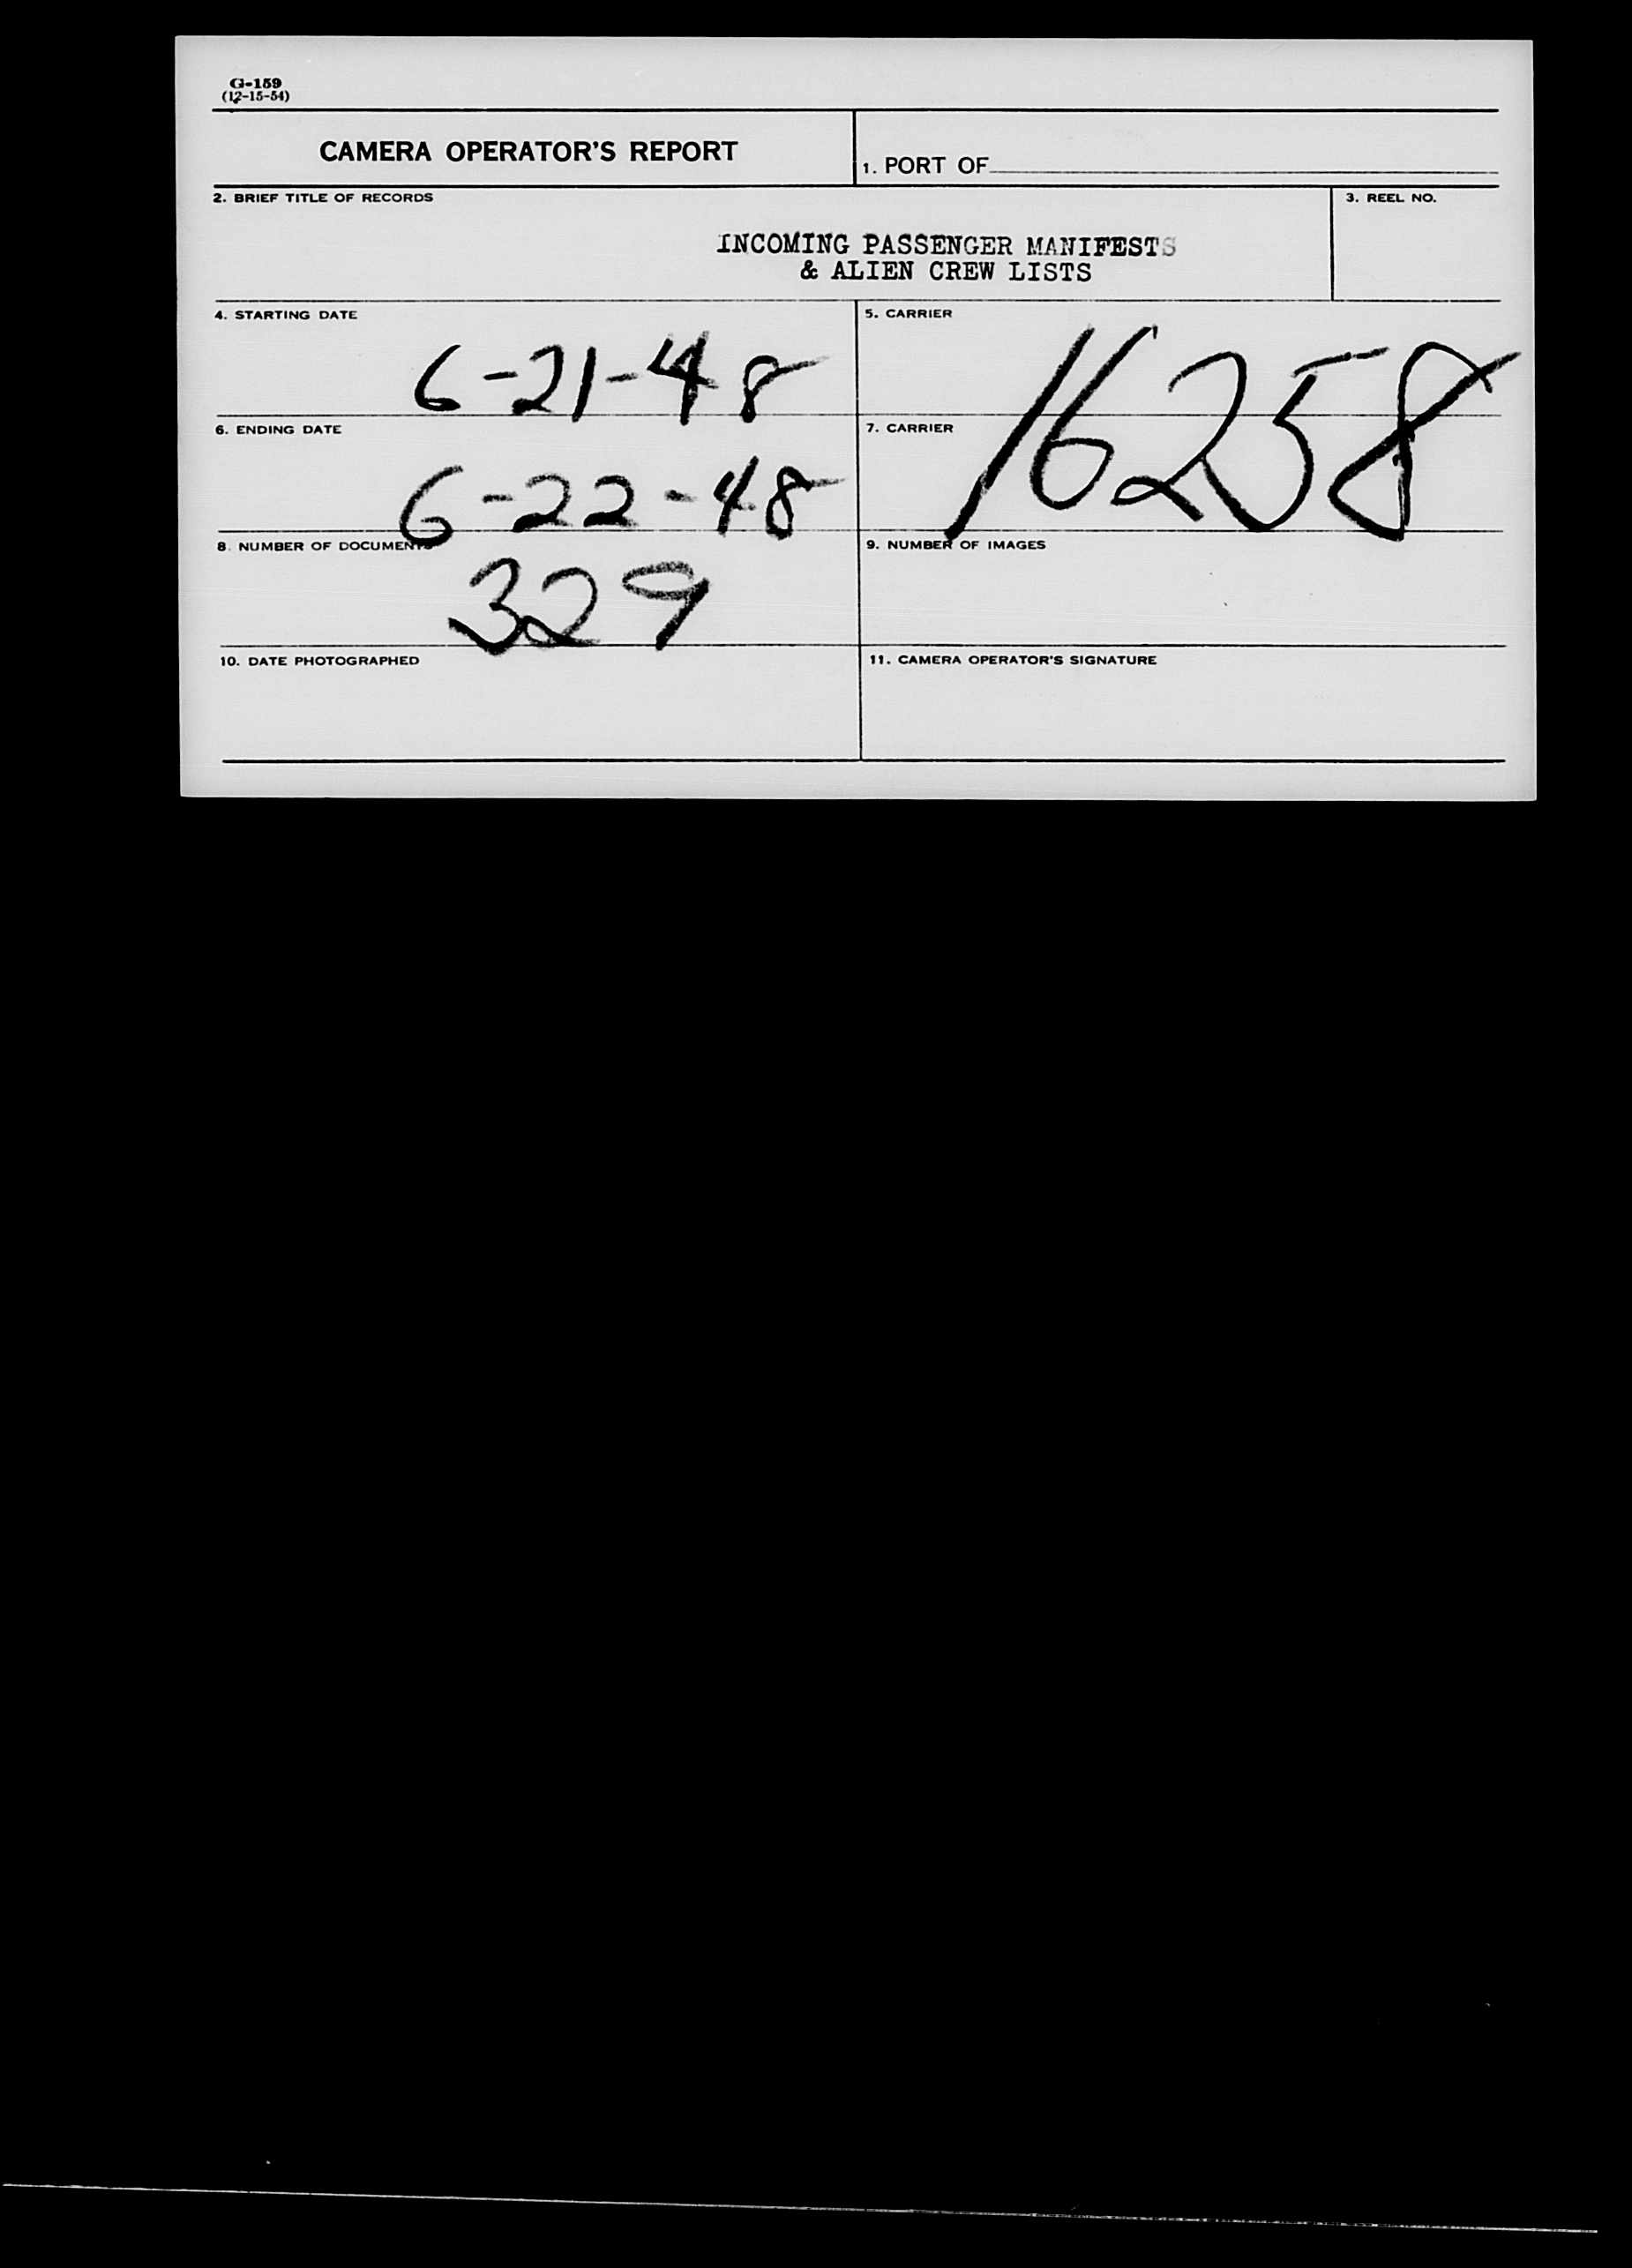 G-159
(12-15-54)
CAMERA OPERATOR'S REPORT
1. PORT OF
2. BRIEF TITLE OF RECORDS
3. REEL NO.
INCOMING PASSENGER MANIFESTS
& ALIEN CREW LISTS
4. STARTING DATE
6-21-48
5. CARRIER
16258
6. ENDING DATE
6-22-48
7. CARRIER
8. NUMBER OF DOCUMENTS
329
9. NUMBER OF IMAGES
10. DATE PHOTOGRAPHED
11. CAMERA OPERATOR'S SIGNATURE